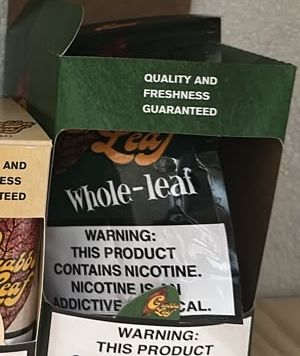 QUALITY AND
FRESHNESS
GUARANTEED
Leaf
Whole-leaf
WARNING:
THIS PRODUCT
CONTAINS NICOTINE.
NICOTINE IS AN
ADDICTIVE CAL.
WARNING:
THIS PRODUCT
AND
ESS
TEED
Leaf